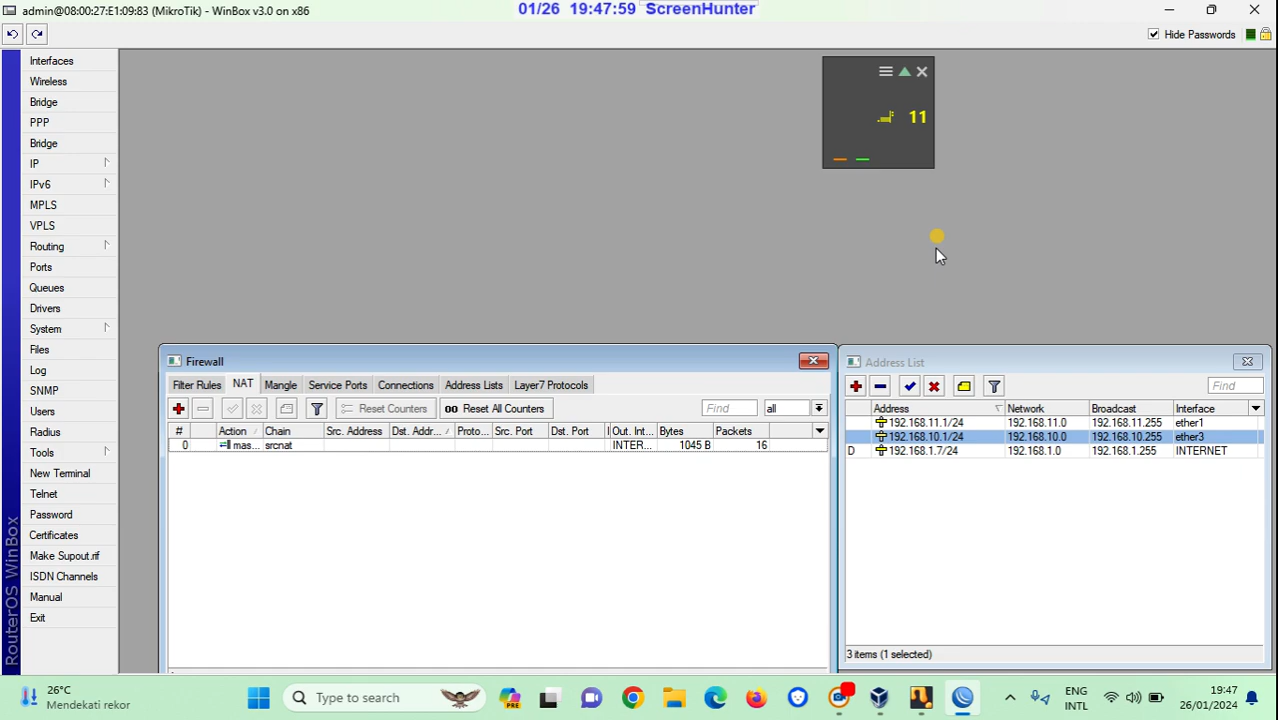 admin@08:00:27:E1:09:83 (MikroTik) - WinBox v3.0 on x86
01/26 19:47:59 ScreenHunter
Hide Passwords
Interfaces
Wireless
Bridge
PPP
Bridge
IP
IPv6
MPLS
VPLS
Routing
Ports
Queues
Drivers
System
Files
Log
SNMP
Users
Radius
Tools
New Terminal
Telnet
Password
Certificates
Make Supout.rif
ISDN Channels
Manual
Exit
RouterOS WinBox
11
Firewall
Filter Rules NAT Mangle Service Ports Connections Address Lists Layer7 Protocols
Reset Counters 00 Reset All Counters Find all
# Action Chain Src. Address Dst. Addr... Proto... Src. Port Dst. Port Out. Int... Bytes Packets
0 mas... srcnat INTER... 1045 B 16
Address List
Find
Address Network Broadcast Interface
192.168.11.1/24 192.168.11.0 192.168.11.255 ether1
192.168.10.1/24 192.168.10.0 192.168.10.255 ether3
D 192.168.1.7/24 192.168.1.0 192.168.1.255 INTERNET
3 items (1 selected)
26°C
Mendekati rekor
Type to search
PRE
ENG
INTL
19:47
26/01/2024